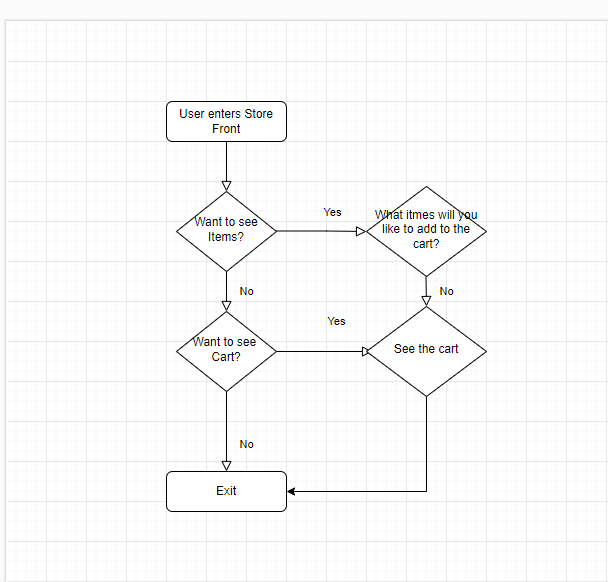 User enters Store
Front
Want to see
Items?
Yes
What itmes will you
like to add to the
cart?
No
No
Want to see
Cart?
Yes
See the cart
No
Exit